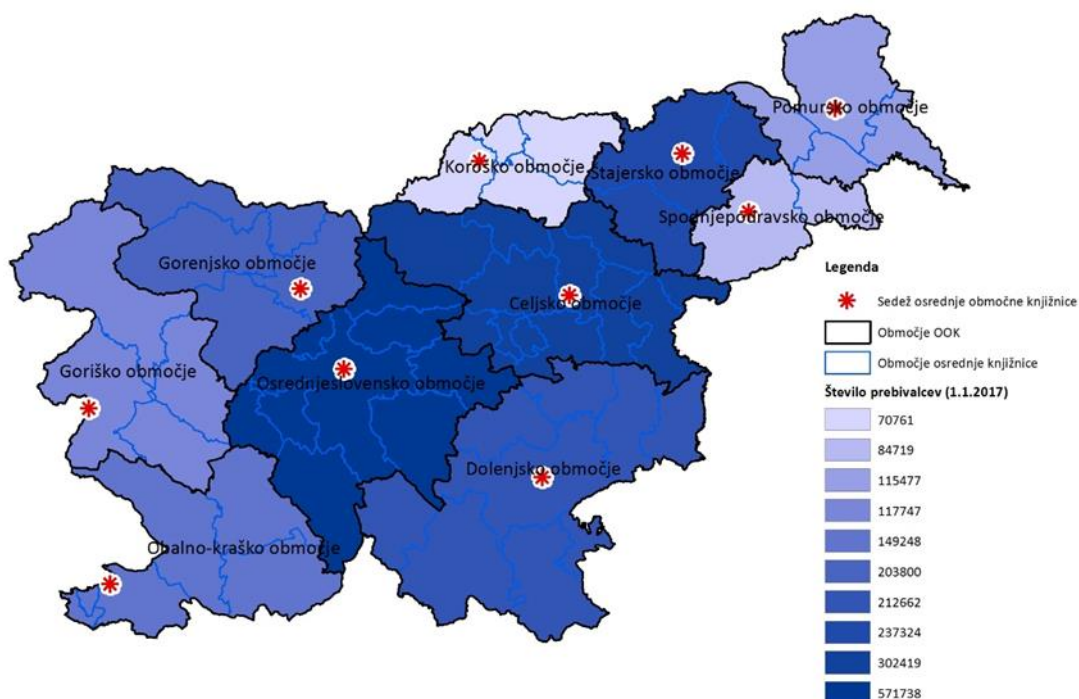 Pomursko območje
Koroško območje
Štajersko območje
Spodnjepodravsko območje
Gorenjsko območje
Celjsko območje
Goriško območje
Osrednjeslovensko območje
Dolenjsko območje
Obalno-kraško območje
Legenda
Sedež osrednje območne knjižnice
Območje OOK
Območje osrednje knjižnice
Število prebivalcev (1.1.2017)
70761
84719
115477
117747
149248
203800
212662
237324
302419
571738